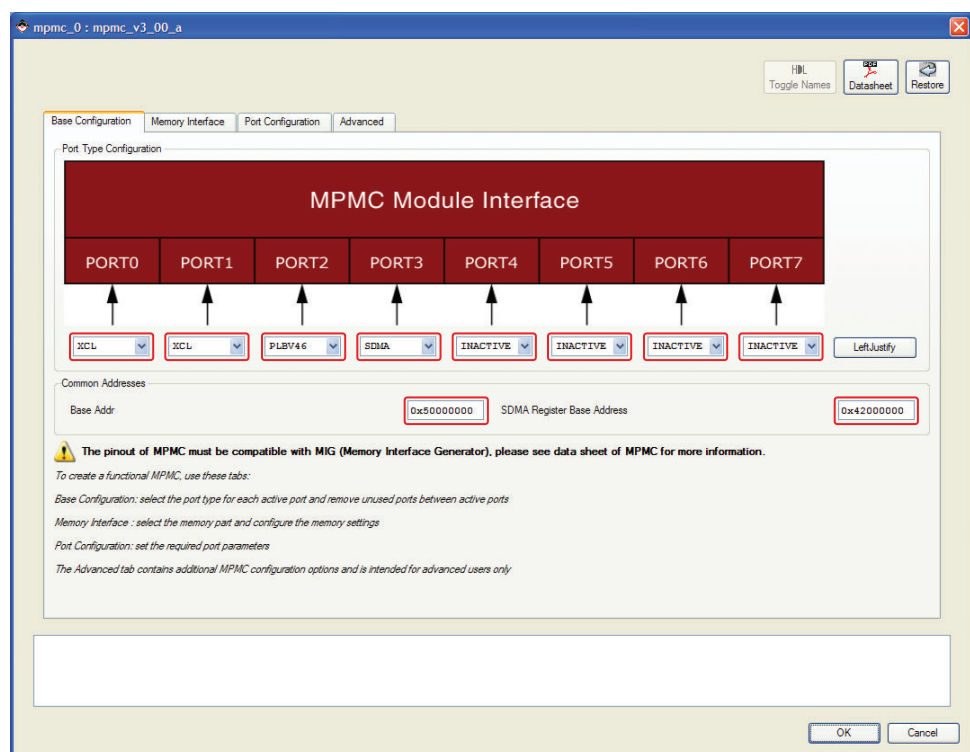 mpmc_0 : mpmc_v3_00_a
HDL
Toggle Names
PDF
Datasheet
Restore
Base Configuration
Memory Interface
Port Configuration
Advanced
Port Type Configuration
MPMC Module Interface
PORT0 PORT1 PORT2 PORT3 PORT4 PORT5 PORT6 PORT7
XCL XCL PLBV46 SDMA INACTIVE INACTIVE INACTIVE INACTIVE LeftJustify
Common Addresses
Base Addr 0x50000000 SDMA Register Base Address 0x42000000
The pinout of MPMC must be compatible with MIG (Memory Interface Generator), please see data sheet of MPMC for more information.
To create a functional MPMC, use these tabs:
Base Configuration: select the port type for each active port and remove unused ports between active ports
Memory Interface : select the memory part and configure the memory settings
Port Configuration: set the required port parameters
The Advanced tab contains additional MPMC configuration options and is intended for advanced users only
OK Cancel